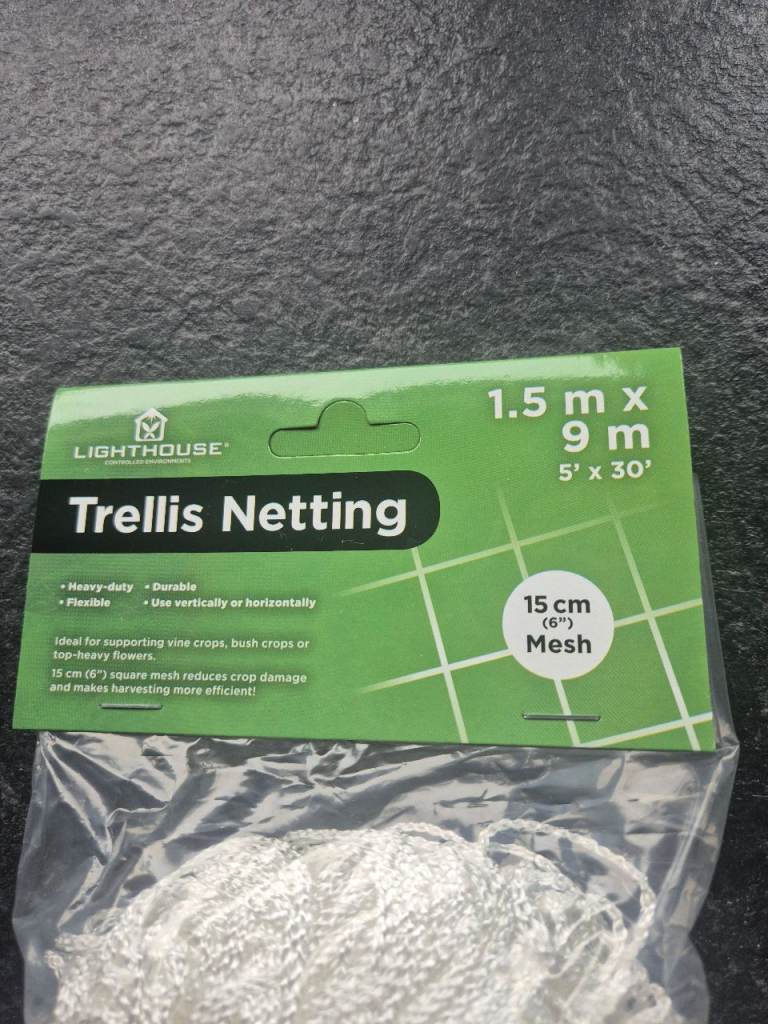 LIGHTHOUSE®
CONTROLLED ENVIRONMENTS
1.5 m x
9 m
5' x 30'
Trellis Netting
• Heavy-duty • Durable
• Flexible • Use vertically or horizontally
Ideal for supporting vine crops, bush crops or
top-heavy flowers.
15 cm (6") square mesh reduces crop damage
and makes harvesting more efficient!
15 cm
(6")
Mesh